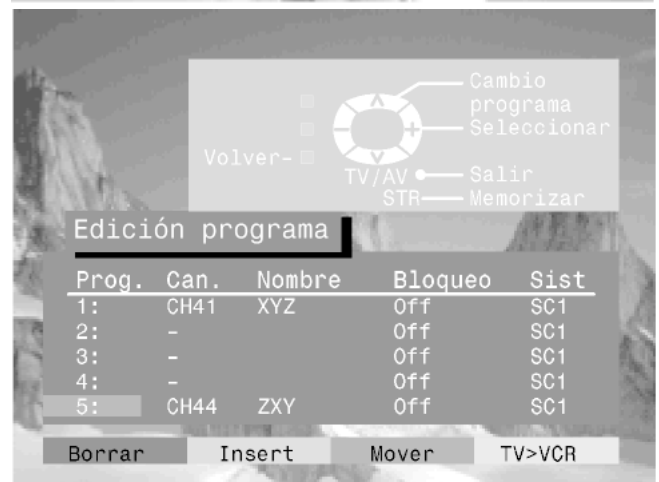 Cambio
programa
Seleccionar
Volver-
TV/AV
Salir
STR
Memorizar
Edición programa
Prog. Can. Nombre Bloqueo Sist
1: CH41 XYZ Off SC1
2: - Off SC1
3: - Off SC1
4: - Off SC1
5: CH44 ZXY Off SC1
Borrar Insert Mover TV>VCR